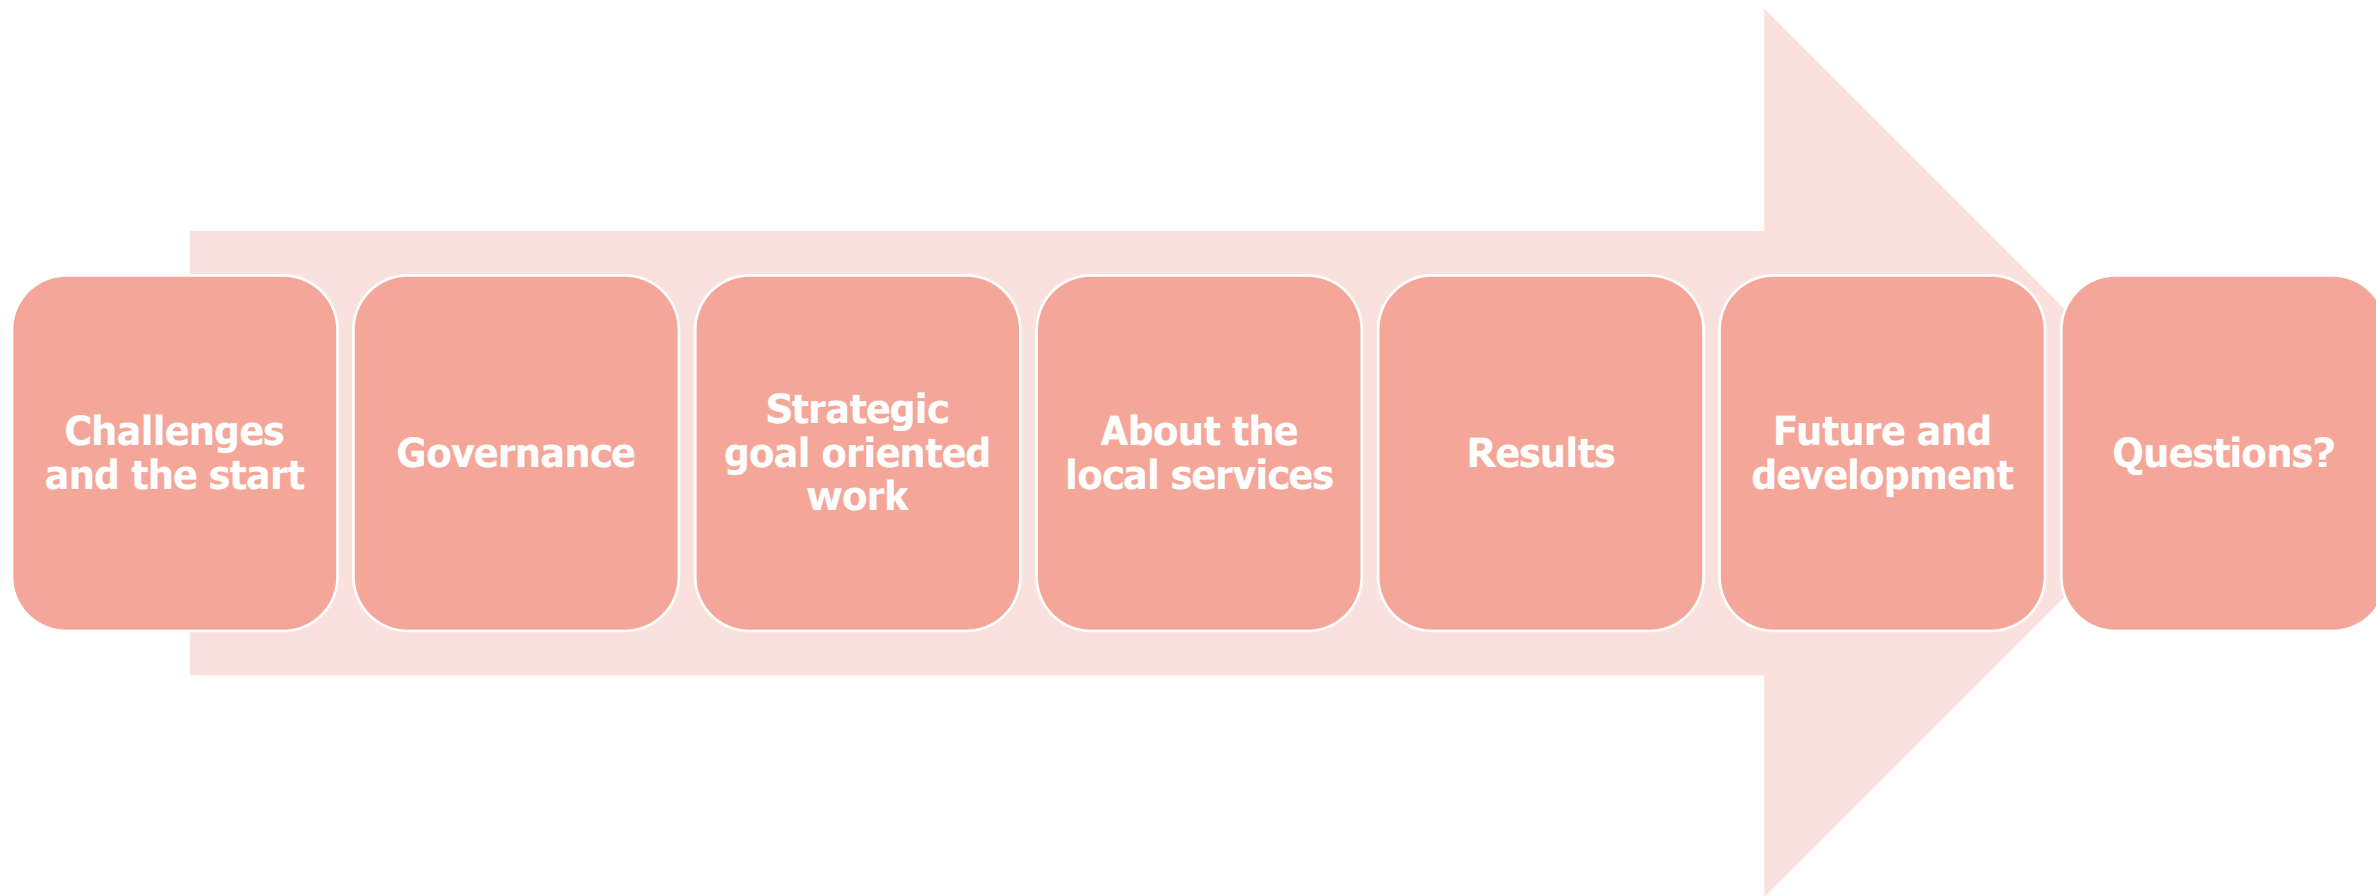 Challenges
and the start
Governance
Strategic
goal oriented
work
About the
local services
Results
Future and
development
Questions?